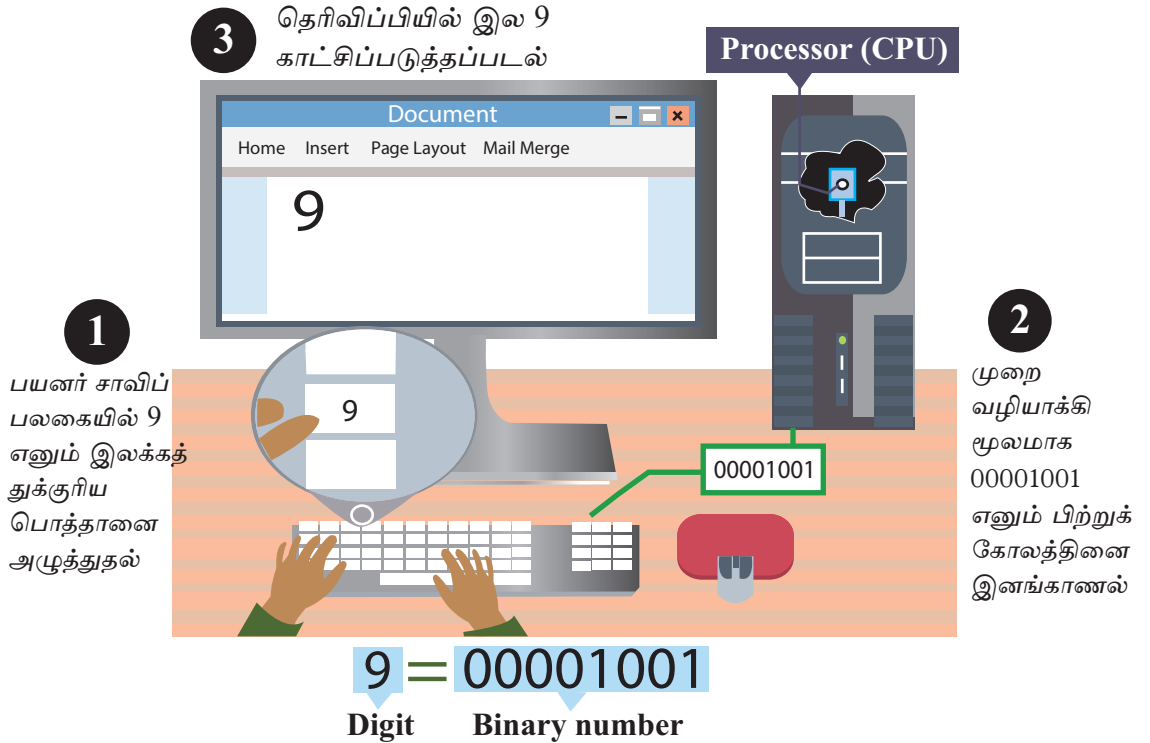 3
தெரிவிப்பியில் இல 9
காட்சிப்படுத்தப்படல்
Processor (CPU)
Document
Home Insert Page Layout Mail Merge
9
1
பயனர் சாவிப்
பலகையில் 9
எனும் இலக்கத்
துக்குரிய
பொத்தானை
அழுத்துதல்
9
00001001
2
முறை
வழியாக்கி
மூலமாக
00001001
எனும் பிற்றுக்
கோலத்தினை
இனங்காணல்
9 = 00001001
Digit Binary number